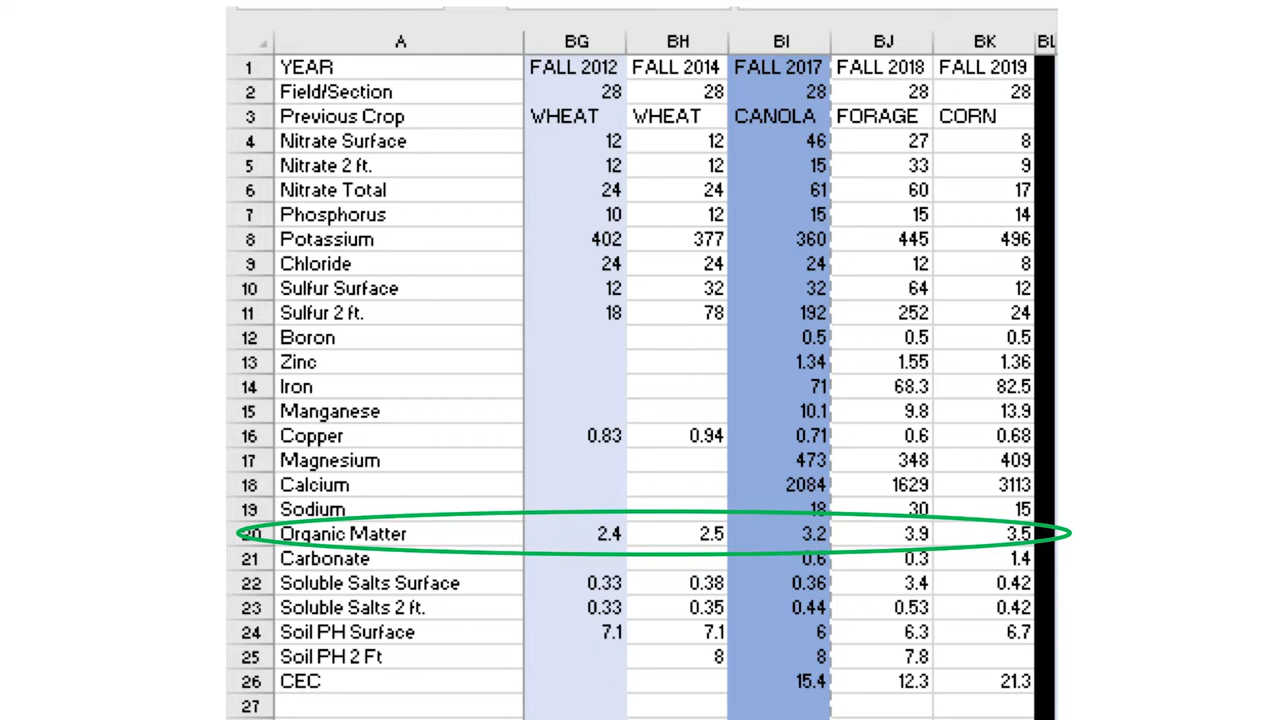 A BG BH BI BJ BK BL
1 YEAR FALL 2012 FALL 2014 FALL 2017 FALL 2018 FALL 2019
2 Field/Section 28 28 28 28 28
3 Previous Crop WHEAT WHEAT CANOLA FORAGE CORN
4 Nitrate Surface 12 12 46 27 8
5 Nitrate 2 ft. 12 12 15 33 9
6 Nitrate Total 24 24 61 60 17
7 Phosphorus 10 12 15 15 14
8 Potassium 402 377 360 445 496
9 Chloride 24 24 24 12 8
10 Sulfur Surface 12 32 32 64 12
11 Sulfur 2 ft. 18 78 192 252 24
12 Boron 0.5 0.5 0.5
13 Zinc 1.34 1.55 1.36
14 Iron 71 68.3 82.5
15 Manganese 10.1 9.8 13.9
16 Copper 0.83 0.94 0.71 0.6 0.68
17 Magnesium 473 348 409
18 Calcium 2084 1629 3113
19 Sodium 18 30 15
20 Organic Matter 2.4 2.5 3.2 3.9 3.5
21 Carbonate 0.6 0.3 1.4
22 Soluble Salts Surface 0.33 0.38 0.36 3.4 0.42
23 Soluble Salts 2 ft. 0.33 0.35 0.44 0.53 0.42
24 Soil PH Surface 7.1 7.1 6 6.3 6.7
25 Soil PH 2 Ft 8 8 7.8
26 CEC 15.4 12.3 21.3
27